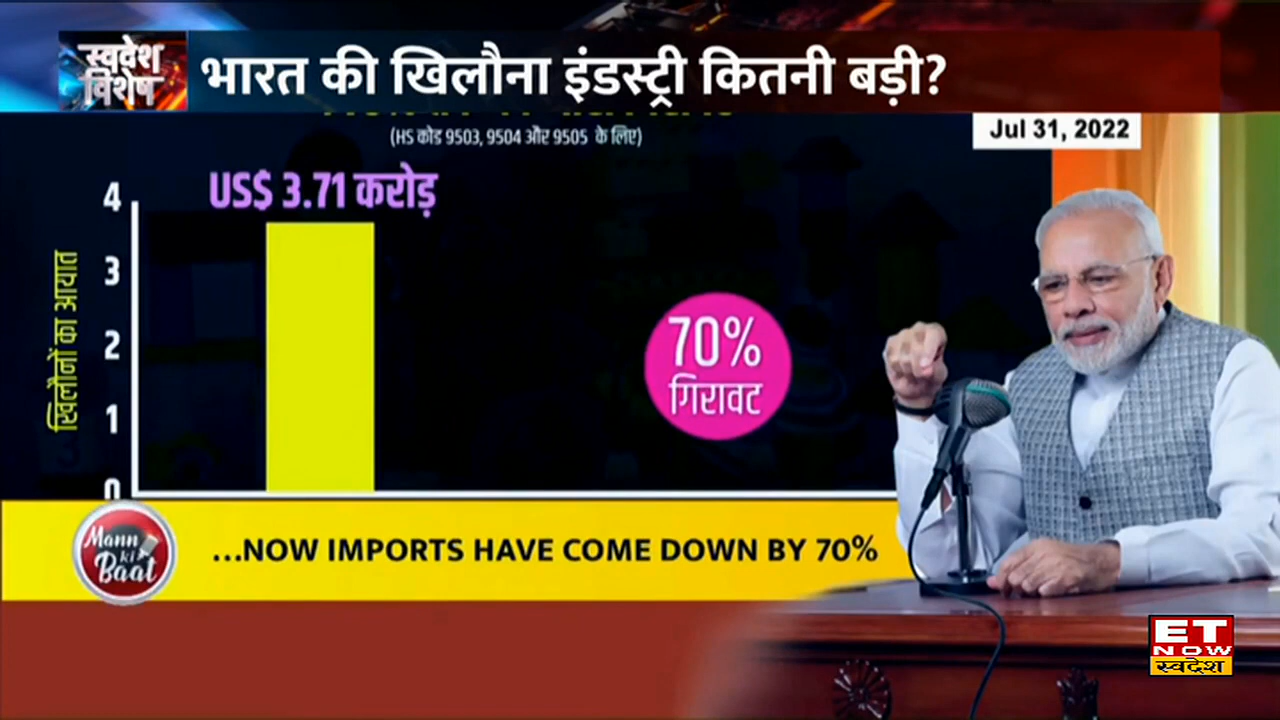 स्वदेश
विशेष
भारत की खिलौना इंडस्ट्री कितनी बड़ी?
(HS कोड 9503, 9504 और 9505 के लिए)
Jul 31, 2022
US$ 3.71 करोड़
4
3
2
1
0
खिलौनों का आयात
70%
गिरावट
Mann
ki
Baat
...NOW IMPORTS HAVE COME DOWN BY 70%
ET
NOW
स्वदेश